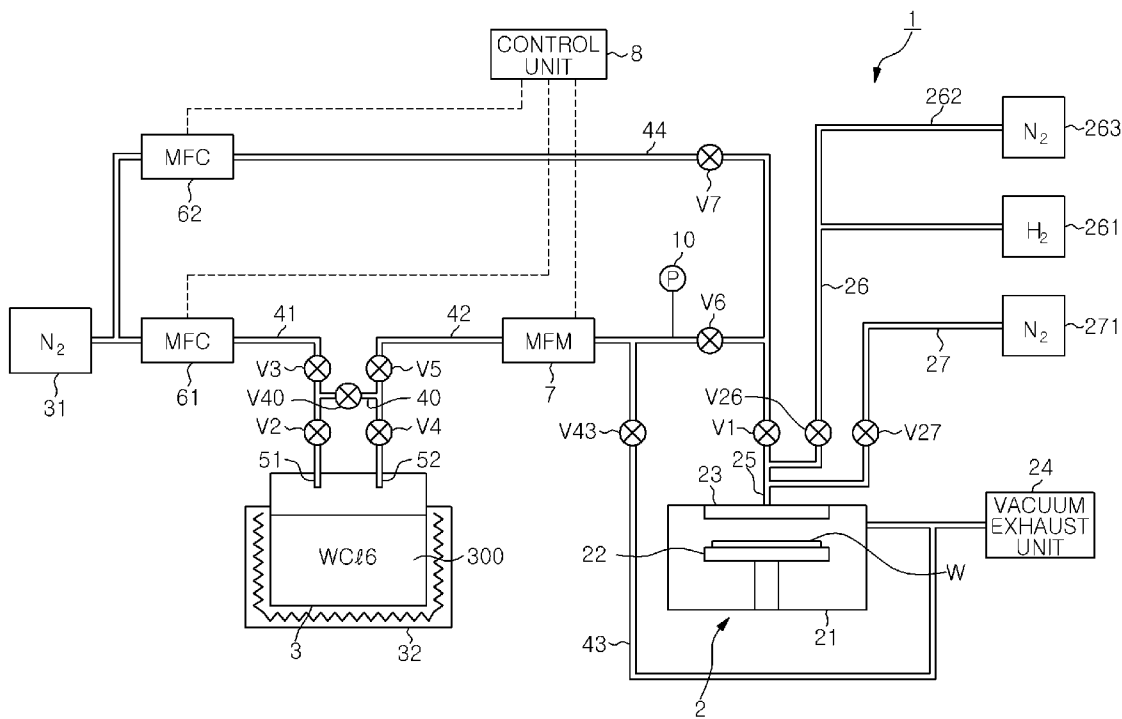 1
CONTROL
UNIT
8
262
N2
263
MFC
62
44
V7
H2
261
10
P
V6
26
N2
271
27
N2
31
MFC
61
41
42
MFM
7
V3
V5
V40
40
V2
V4
V43
V1
V26
V27
51
52
25
23
24
VACUUM
EXHAUST
UNIT
WCℓ6
300
22
W
3
32
43
21
2